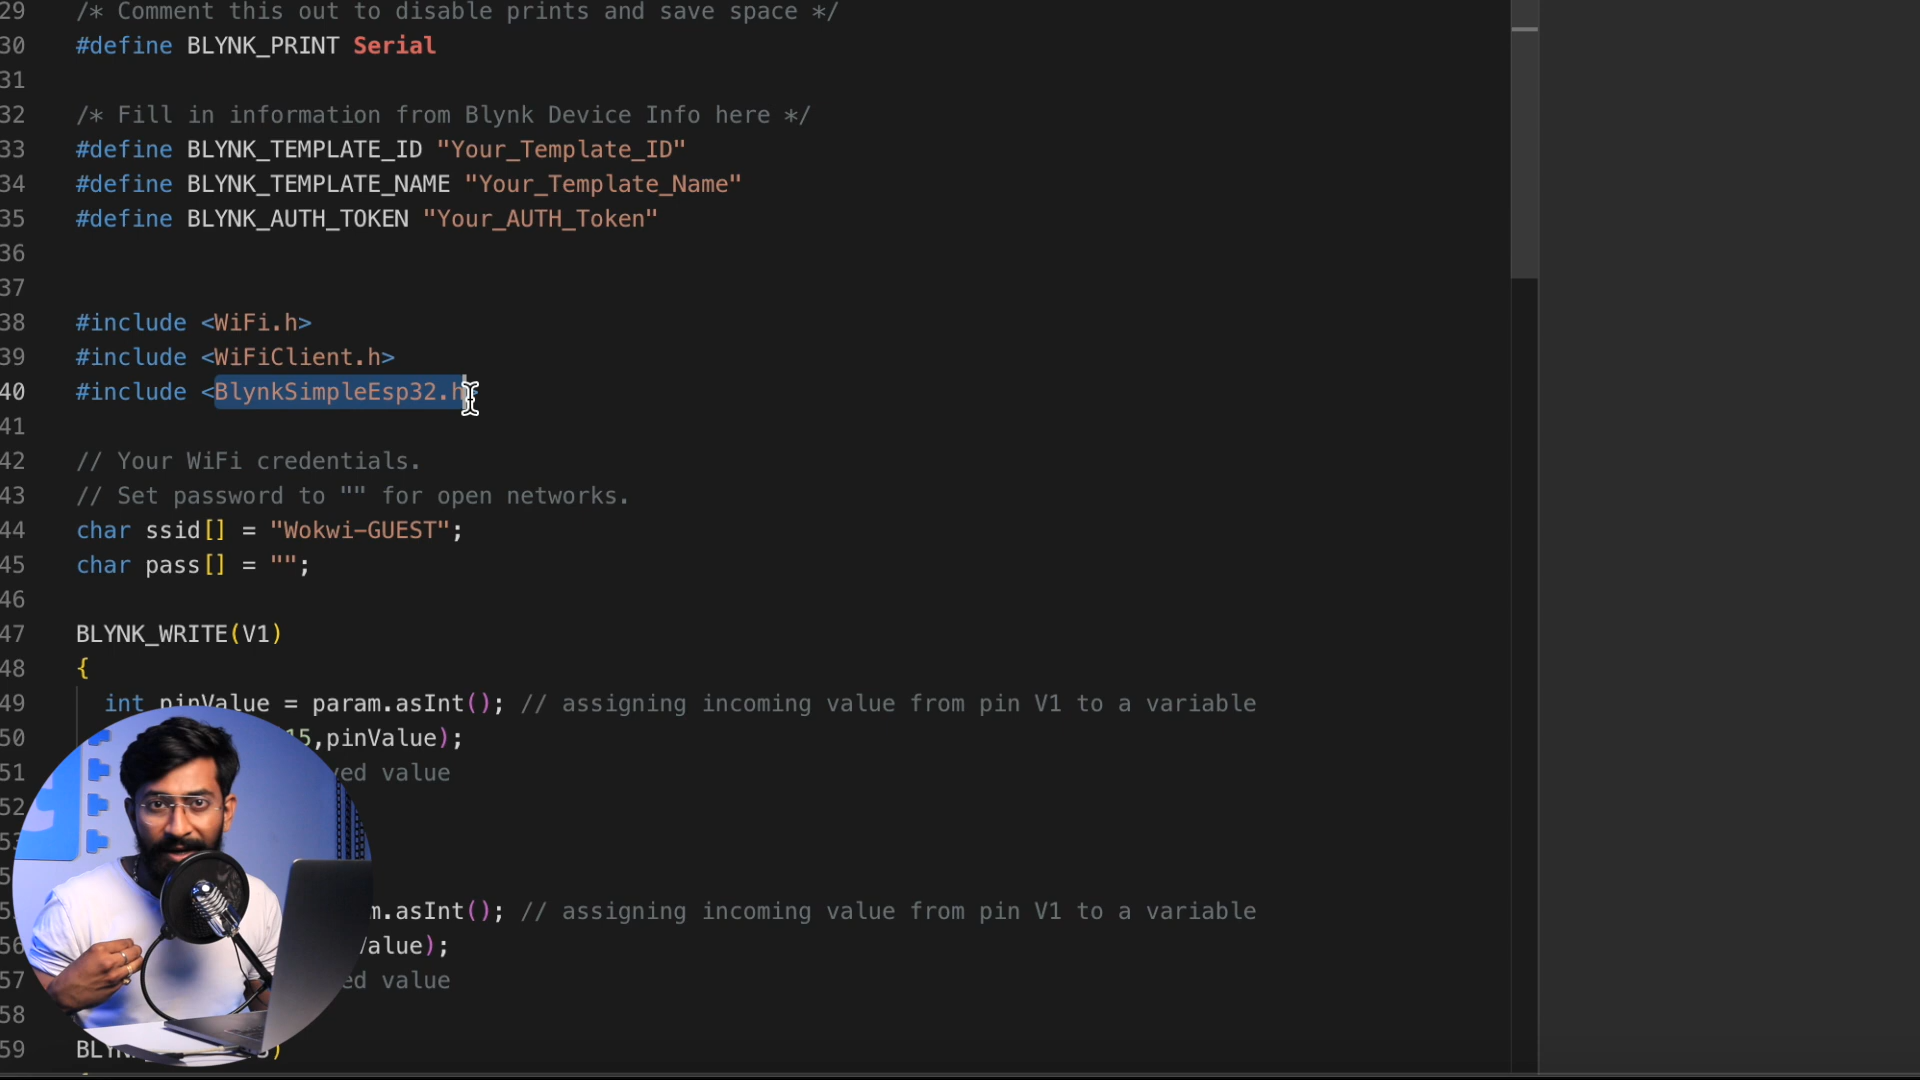 29 /* Comment this out to disable prints and save space */
30 #define BLYNK_PRINT Serial
31
32 /* Fill in information from Blynk Device Info here */
33 #define BLYNK_TEMPLATE_ID "Your_Template_ID"
34 #define BLYNK_TEMPLATE_NAME "Your_Template_Name"
35 #define BLYNK_AUTH_TOKEN "Your_AUTH_Token"
36
37
38 #include <WiFi.h>
39 #include <WiFiClient.h>
40 #include <BlynkSimpleEsp32.h>
41
42 // Your WiFi credentials.
43 // Set password to "" for open networks.
44 char ssid[] = "Wokwi-GUEST";
45 char pass[] = "";
46
47 BLYNK_WRITE(V1)
48 {
49 int pinValue = param.asInt(); // assigning incoming value from pin V1 to a variable
50 15,pinValue);
51 value
52
53
5
5 .asInt(); // assigning incoming value from pin V1 to a variable
56 );
57 value
58
59 )